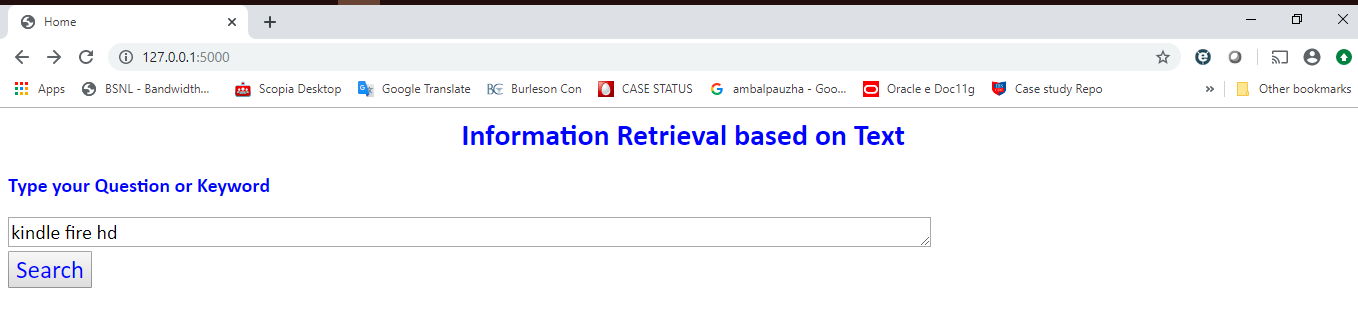 Home
127.0.0.1:5000
Apps BSNL - Bandwidth... Scopia Desktop Google Translate BC Burleson Con CASE STATUS ambalpauzha - Goo... Oracle e Doc11g Case study Repo » Other bookmarks
Information Retrieval based on Text
Type your Question or Keyword
kindle fire hd
Search